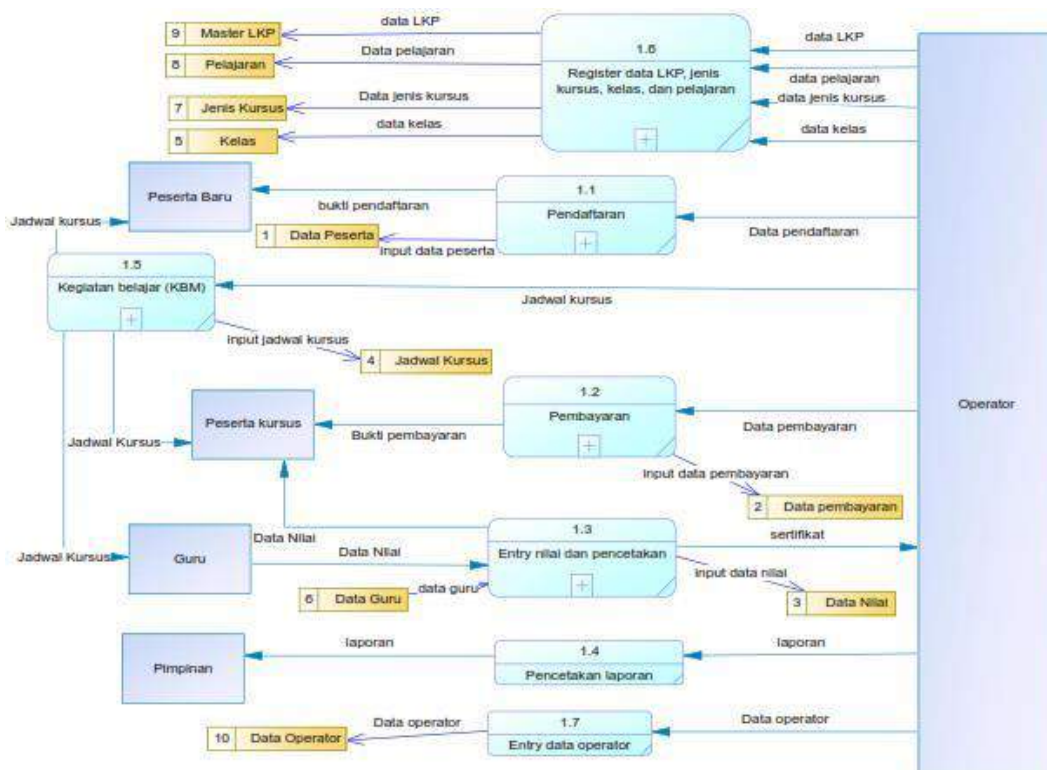 data LKP
9 Master LKP
Data pelajaran
8 Pelajaran
Data jenis kursus
7 Jenis Kursus
data kelas
5 Kelas
1.6
Register data LKP, jenis
kursus, kelas, dan pelajaran
data LKP
data pelajaran
data jenis kursus
data kelas
Peserta Baru
bukti pendaftaran
1.1
Pendaftaran
Data pendaftaran
Jadwal kursus
1 Data Peserta
input data peserta
1.5
Kegiatan belajar (KBM)
Jadwal kursus
input jadwal kursus
4 Jadwal Kursus
Operator
Peserta kursus
Jadwal Kursus
Bukti pembayaran
1.2
Pembayaran
Data pembayaran
input data pembayaran
2 Data pembayaran
Data Nilai
Jadwal Kursus
Guru
Data Nilai
1.3
Entry nilai dan pencetakan
sertifikat
6 Data Guru
data guru
input data nilai
3 Data Nilai
Pimpinan
laporan
1.4
Pencetakan laporan
laporan
10 Data Operator
Data operator
1.7
Entry data operator
Data operator